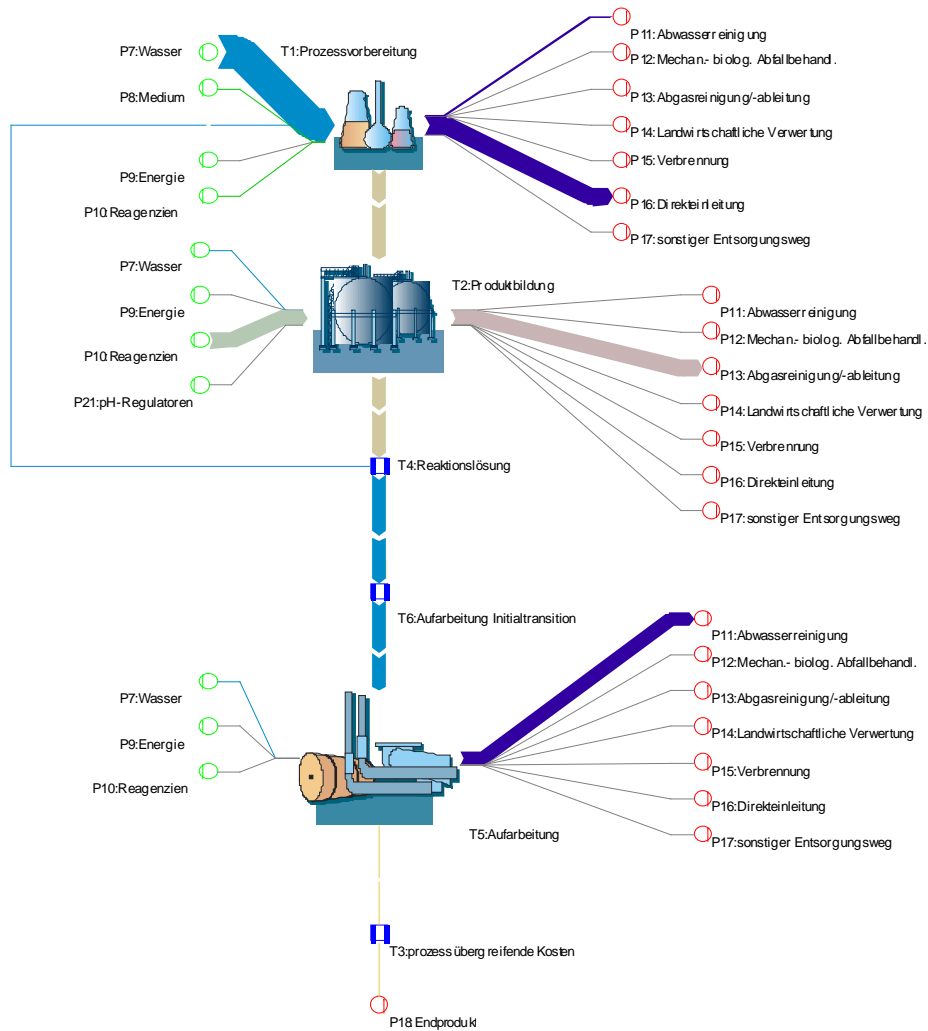 P7:Wasser
T1:Prozessvorbereitung
P8:Medium
P9:Energie
P10:Reagenzien
P11:Abwasserreinigung
P12:Mechan.- biolog. Abfallbehandl.
P13:Abgasreinigung/-ableitung
P14:Landwirtschaftliche Verwertung
P15:Verbrennung
P16:Direkteinleitung
P17:sonstiger Entsorgungsweg
P7:Wasser
P9:Energie
P10:Reagenzien
P21:pH-Regulatoren
T2:Produktbildung
P11:Abwasserreinigung
P12:Mechan.- biolog. Abfallbehandl.
P13:Abgasreinigung/-ableitung
P14:Landwirtschaftliche Verwertung
P15:Verbrennung
P16:Direkteinleitung
P17:sonstiger Entsorgungsweg
T4:Reaktionslösung
T6:Aufarbeitung Initialtransition
P7:Wasser
P9:Energie
P10:Reagenzien
P11:Abwasserreinigung
P12:Mechan.- biolog. Abfallbehandl.
P13:Abgasreinigung/-ableitung
P14:Landwirtschaftliche Verwertung
P15:Verbrennung
P16:Direkteinleitung
P17:sonstiger Entsorgungsweg
T5:Aufarbeitung
T3:prozessübergreifende Kosten
P18:Endprodukt